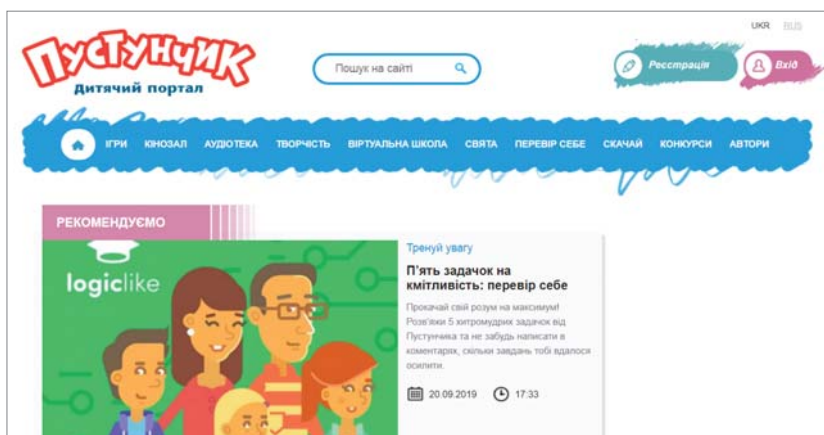 UKR RUS
ПУСТУНЧИК
Дитячий портал
Пошук на сайті
Реєстрація
Вхід
ІГРИ КІНОЗАЛ АУДІОТЕКА ТВОРЧІСТЬ ВІРТУАЛЬНА ШКОЛА СВЯТА ПЕРЕВІР СЕБЕ СКАЧАЙ КОНКУРСИ АВТОРИ
РЕКОМЕНДУЄМО
logiclike
Тренуй увагу
П'ять задачок на
кмітливість: перевір себе
Прокачай свій розум на максимум!
Розв'яжи 5 хитромудрих задачок від
Пустунчика та не забудь написати в
коментарях, скільки завдань тобі вдалося
осилити.
20.09.2019 17:33